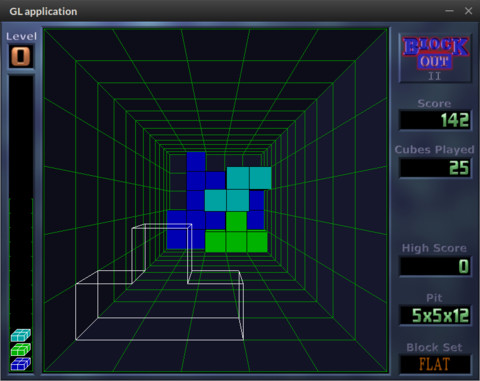 GL application
Level
0
BLOCK
OUT
II
Score
142
Cubes Played
25
High Score
0
Pit
5x5x12
Block Set
FLAT